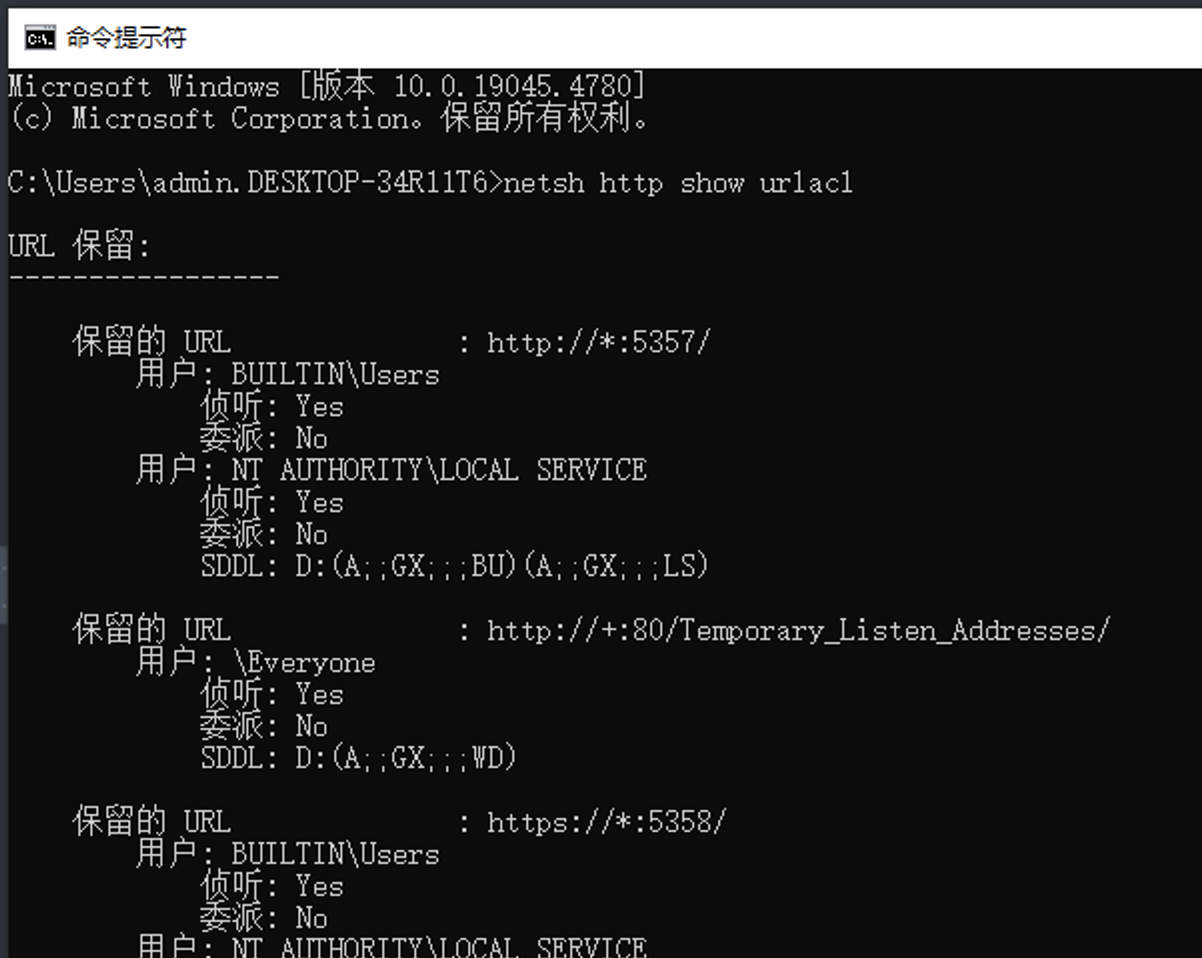 命令提示符
Microsoft Windows [版本 10.0.19045.4780]
(c) Microsoft Corporation。保留所有权利。
C:\Users\admin.DESKTOP-34R11T6>netsh http show urlacl
URL 保留:
-----------------
保留的 URL : http://*:5357/
用户: BUILTIN\Users
侦听: Yes
委派: No
用户: NT AUTHORITY\LOCAL SERVICE
侦听: Yes
委派: No
SDDL: D:(A;;GX;;;BU)(A;;GX;;;LS)
保留的 URL : http://+:80/Temporary_Listen_Addresses/
用户: \Everyone
侦听: Yes
委派: No
SDDL: D:(A;;GX;;;WD)
保留的 URL : https://*:5358/
用户: BUILTIN\Users
侦听: Yes
委派: No
用户: NT AUTHORITY\LOCAL SERVICE